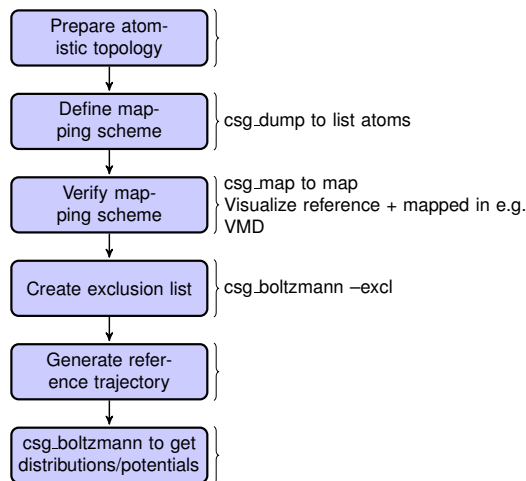 Prepare atom-
istic topology
Define map-
ping scheme
csg_dump to list atoms
Verify map-
ping scheme
csg_map to map
Visualize reference + mapped in e.g.
VMD
Create exclusion list
csg_boltzmann –excl
Generate refer-
ence trajectory
csg_boltzmann to get
distributions/potentials